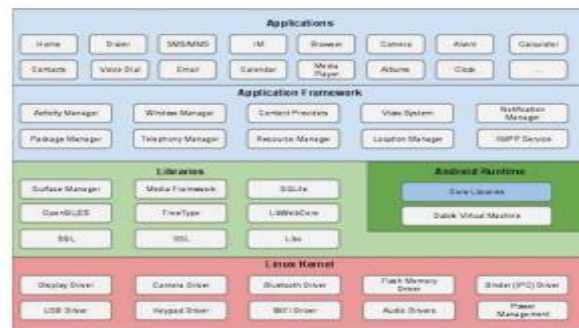 Applications
Home Dialer SMS/MMS IM Browser Camera Alarm Calculator
Contacts Voice Dial Email Calendar Media Player Albums Clock ...
Application Framework
Activity Manager Window Manager Content Providers View System Notification Manager
Package Manager Telephony Manager Resource Manager Location Manager XMPP Service
Libraries
Surface Manager Media Framework SQLite
OpenGL|ES FreeType LibWebCore
SGL SSL Libc
Android Runtime
Core Libraries
Dalvik Virtual Machine
Linux Kernel
Display Driver Camera Driver Bluetooth Driver Flash Memory Driver Binder (IPC) Driver
USB Driver Keypad Driver WiFi Driver Audio Drivers Power Management